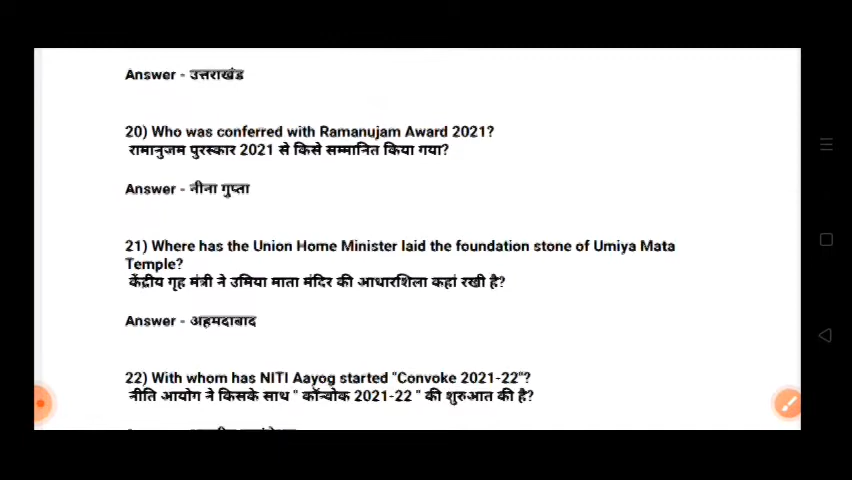 Answer - उत्तराखंड
20) Who was conferred with Ramanujam Award 2021?
रामानुजम पुरस्कार 2021 से किसे सम्मानित किया गया?
Answer - नीना गुप्ता
21) Where has the Union Home Minister laid the foundation stone of Umiya Mata
Temple?
केंद्रीय गृह मंत्री ने उमिया माता मंदिर की आधारशिला कहां रखी है?
Answer - अहमदाबाद
22) With whom has NITI Aayog started "Convoke 2021-22"?
नीति आयोग ने किसके साथ " कॉन्वोक 2021-22 " की शुरुआत की है?